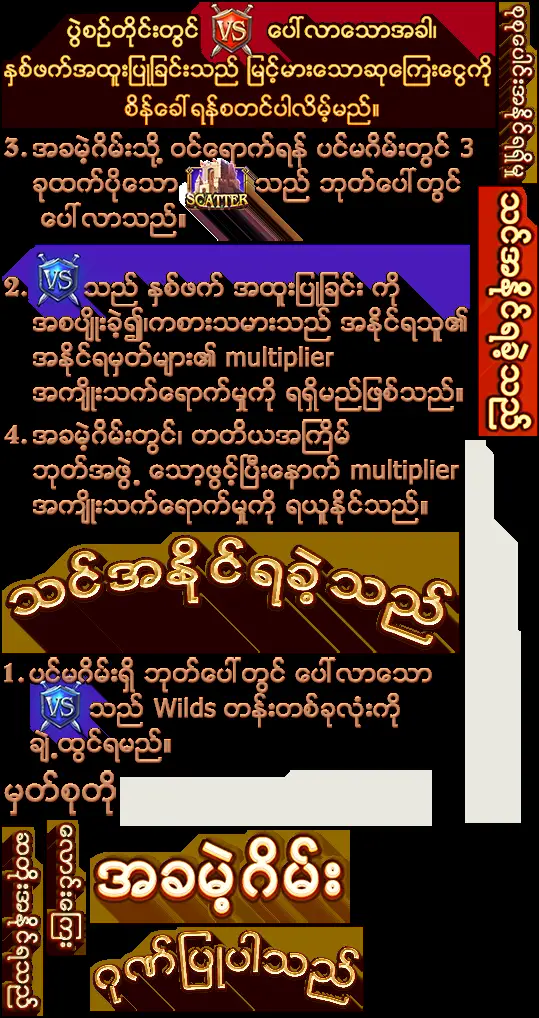 ပွဲစဉ်တိုင်းတွင် VS ပေါ်လာသောအခါ၊
နှစ်ဖက်အထူးပြုခြင်းသည် မြင့်မားသောဆုကြေးငွေကို
စိန်ခေါ်ရန်စတင်ပါလိမ့်မည်။
3. အခမဲ့ဂိမ်းသို့ ဝင်ရောက်ရန် ပင်မဂိမ်းတွင် 3
ခုထက်ပိုသော SCATTER သည် ဘုတ်ပေါ်တွင်
ပေါ်လာသည်။
2. VS သည် နှစ်ဖက် အထူးပြုခြင်း ကို
အစပျိုးခဲ့၍၊ကစားသမားသည် အနိုင်ရသူ၏
အနိုင်ရမှတ်များ၏ multiplier
အကျိုးသက်ရောက်မှုကို ရရှိမည်ဖြစ်သည်။
4. အခမဲ့ဂိမ်းတွင်၊ တတိယအကြိမ်
ဘုတ်အဖွဲ့ သော့ဖွင့်ပြီးနောက် multiplier
အကျိုးသက်ရောက်မှုကို ရယူနိုင်သည်။
သင်အနိုင်ရခဲ့သည်
1. ပင်မဂိမ်းရှိ ဘုတ်ပေါ်တွင် ပေါ်လာသော
VS သည် Wilds တန်းတစ်ခုလုံးကို
ချဲ့ထွင်ရမည်။
မှတ်စုတို
အခမဲ့ဂိမ်း
ဂုဏ်ပြုပါသည်